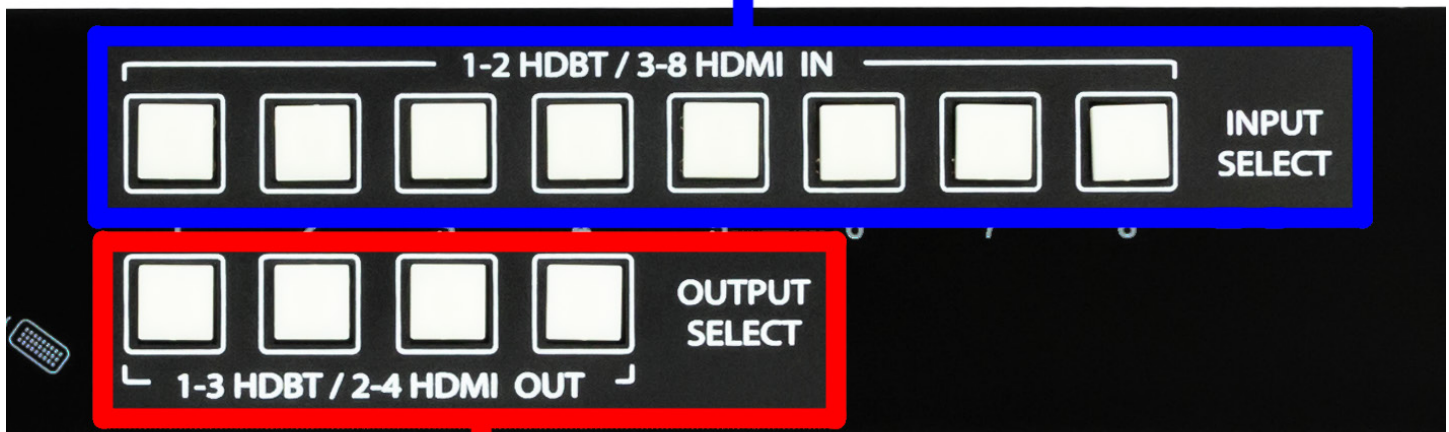 1-2 HDBT / 3-8 HDMI IN
INPUT
SELECT
OUTPUT
SELECT
1-3 HDBT / 2-4 HDMI OUT